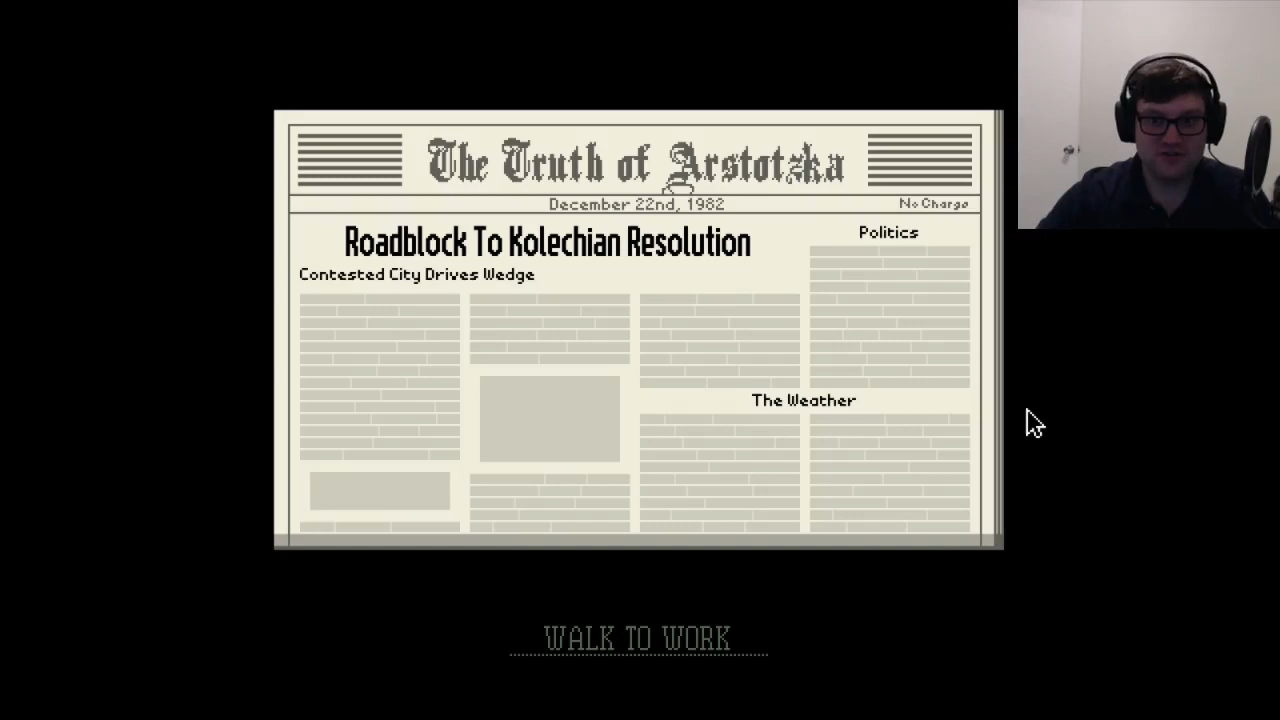 The Truth of Arstotzka
December 22nd, 1982
No Charge
Roadblock To Kolechian Resolution
Contested City Drives Wedge
Politics
The Weather
WALK TO WORK